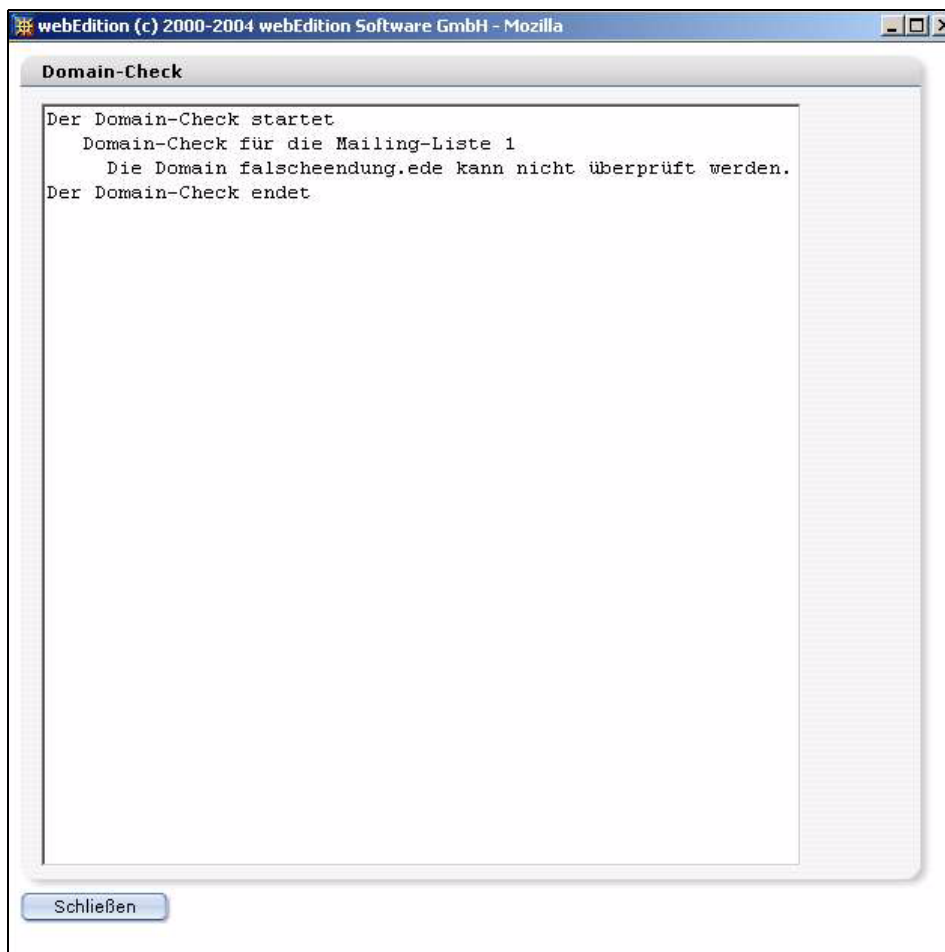 webEdition (c) 2000-2004 webEdition Software GmbH - Mozilla
Domain-Check
Der Domain-Check startet
Domain-Check für die Mailing-Liste 1
Die Domain falscheendung.ede kann nicht überprüft werden.
Der Domain-Check endet
Schließen